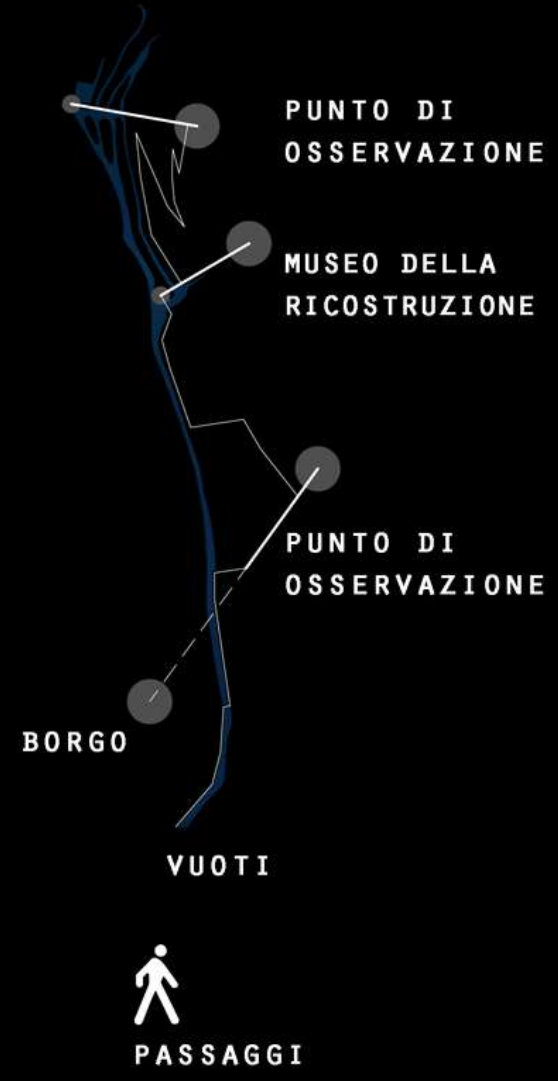 PUNTO DI
OSSERVAZIONE
MUSEO DELLA
RICOSTRUZIONE
PUNTO DI
OSSERVAZIONE
BORGO
VUOTI
PASSAGGI